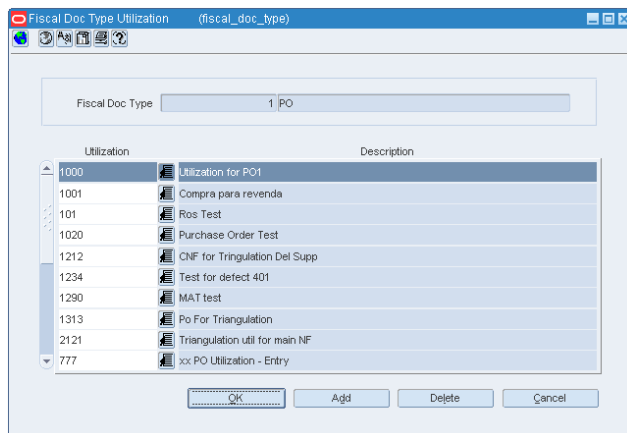 Fiscal Doc Type Utilization (fiscal_doc_type)
Fiscal Doc Type 1 PO
Utilization Description
1000 Utilization for PO1
1001 Compra para revenda
101 Ros Test
1020 Purchase Order Test
1212 CNF for Tringulation Del Supp
1234 Test for defect 401
1290 MAT test
1313 Po For Triangulation
2121 Triangulation util for main NF
777 xx PO Utilization - Entry
OK Add Delete Cancel